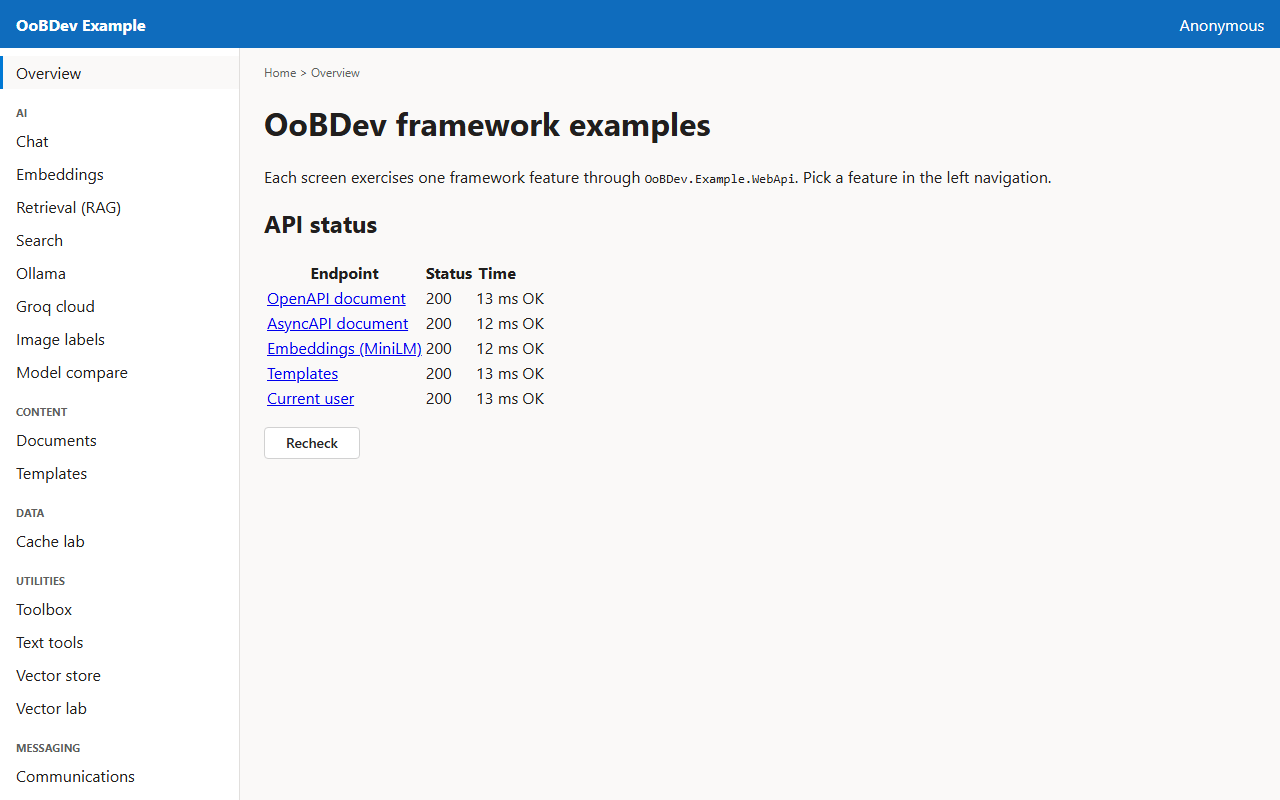 OoBDev Example
Anonymous
Overview
AI
Chat
Embeddings
Retrieval (RAG)
Search
Ollama
Groq cloud
Image labels
Model compare
CONTENT
Documents
Templates
DATA
Cache lab
UTILITIES
Toolbox
Text tools
Vector store
Vector lab
MESSAGING
Communications
Home > Overview
OoBDev framework examples
Each screen exercises one framework feature through OoBDev.Example.WebApi. Pick a feature in the left navigation.
API status
Endpoint Status Time
OpenAPI document 200 13 ms OK
AsyncAPI document 200 12 ms OK
Embeddings (MiniLM) 200 12 ms OK
Templates 200 13 ms OK
Current user 200 13 ms OK
Recheck